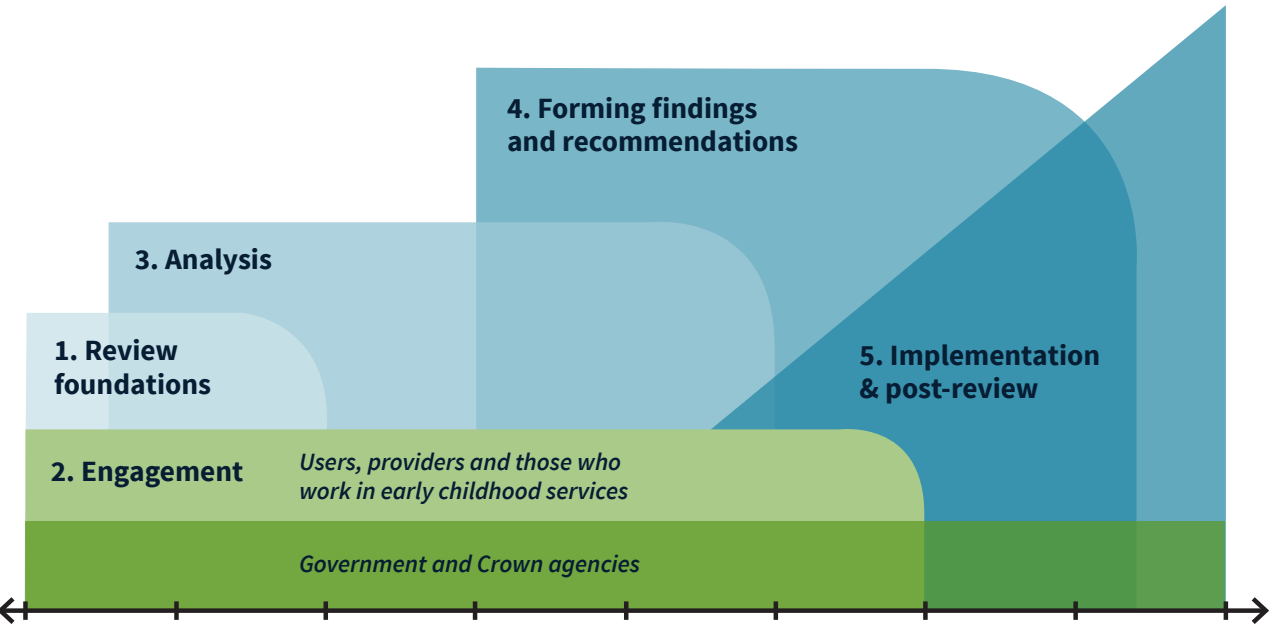 4. Forming findings
and recommendations
3. Analysis
1. Review
foundations
5. Implementation
& post-review
2. Engagement
Users, providers and those who
work in early childhood services
Government and Crown agencies